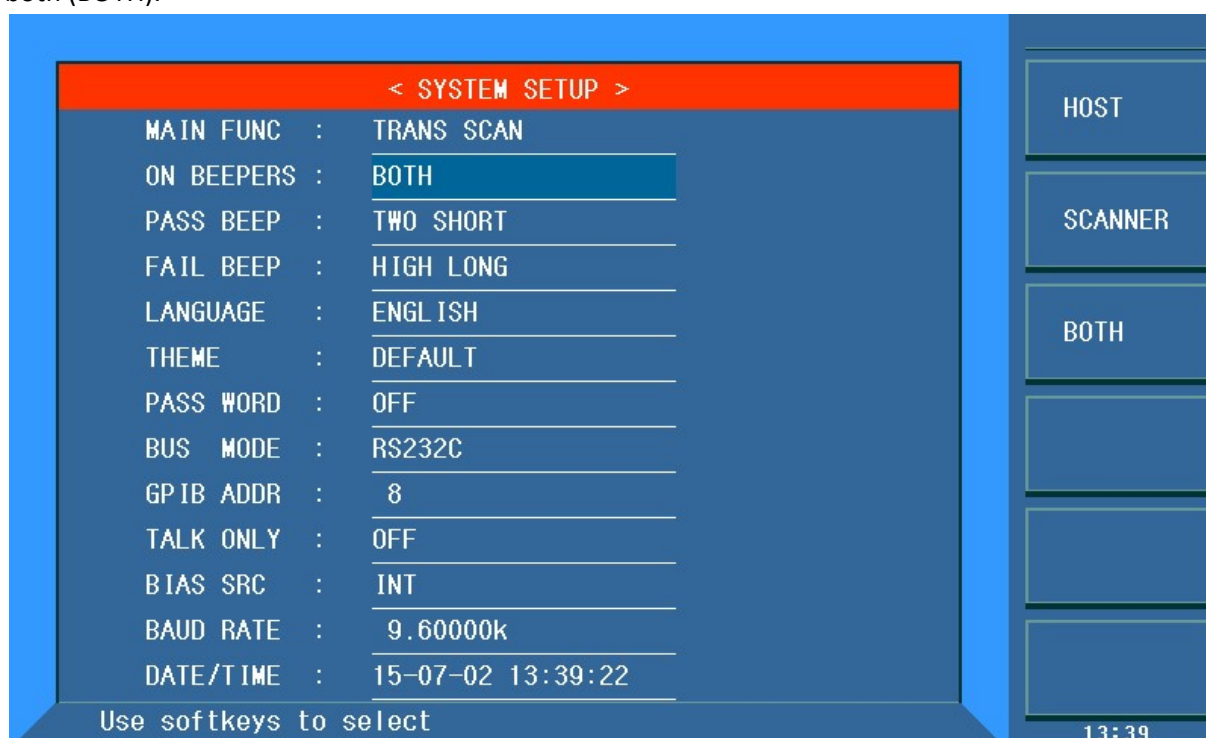 both (BOTH).
< SYSTEM SETUP >
MAIN FUNC : TRANS SCAN
ON BEEPERS : BOTH
PASS BEEP : TWO SHORT
FAIL BEEP : HIGH LONG
LANGUAGE : ENGLISH
THEME : DEFAULT
PASS WORD : OFF
BUS MODE : RS232C
GPIB ADDR : 8
TALK ONLY : OFF
BIAS SRC : INT
BAUD RATE : 9.60000k
DATE/TIME : 15-07-02 13:39:22
Use softkeys to select
HOST
SCANNER
BOTH
13:39